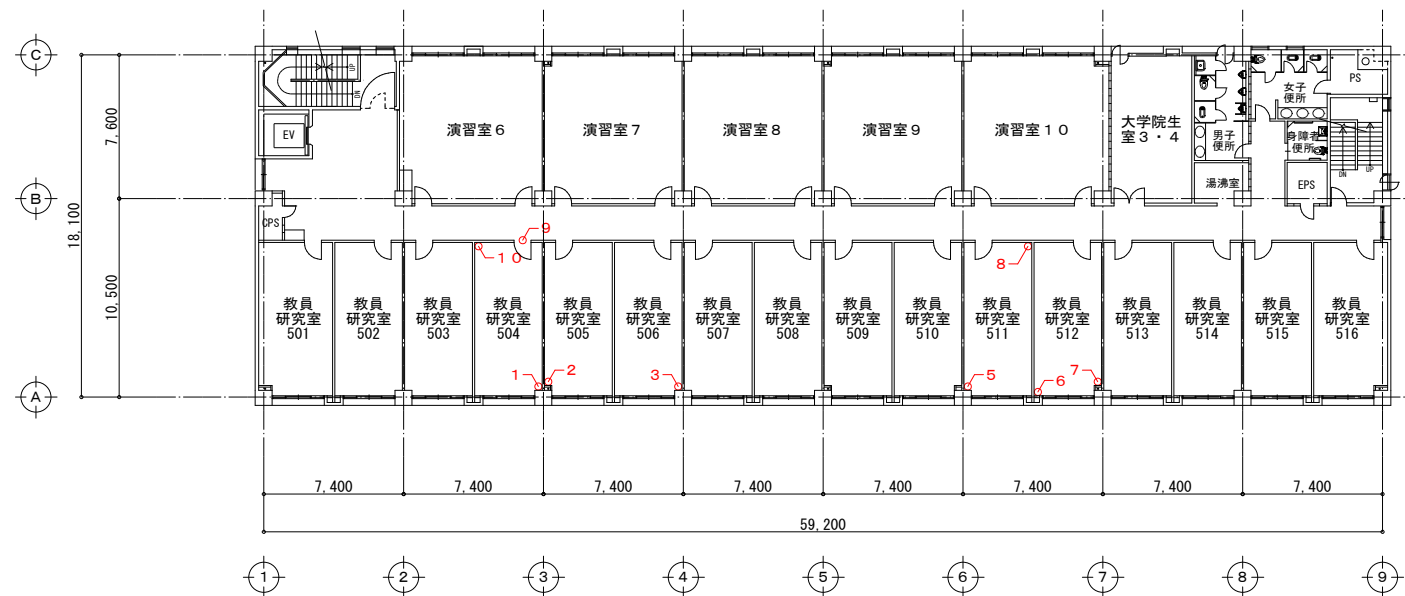 C
B
A
7,600
10,500
18,100
UP
DN
EV
CPS
演習室6
演習室7
演習室8
演習室9
演習室10
大学院生
室3・4
男子
便所
湯沸室
女子
便所
身障者
便所
EPS
PS
DN
UP
9
10
8
教員
研究室
501
教員
研究室
502
教員
研究室
503
教員
研究室
504
教員
研究室
505
教員
研究室
506
教員
研究室
507
教員
研究室
508
教員
研究室
509
教員
研究室
510
教員
研究室
511
教員
研究室
512
教員
研究室
513
教員
研究室
514
教員
研究室
515
教員
研究室
516
1
2
3
5
6
7
7,400
7,400
7,400
7,400
7,400
7,400
7,400
7,400
59,200
1
2
3
4
5
6
7
8
9